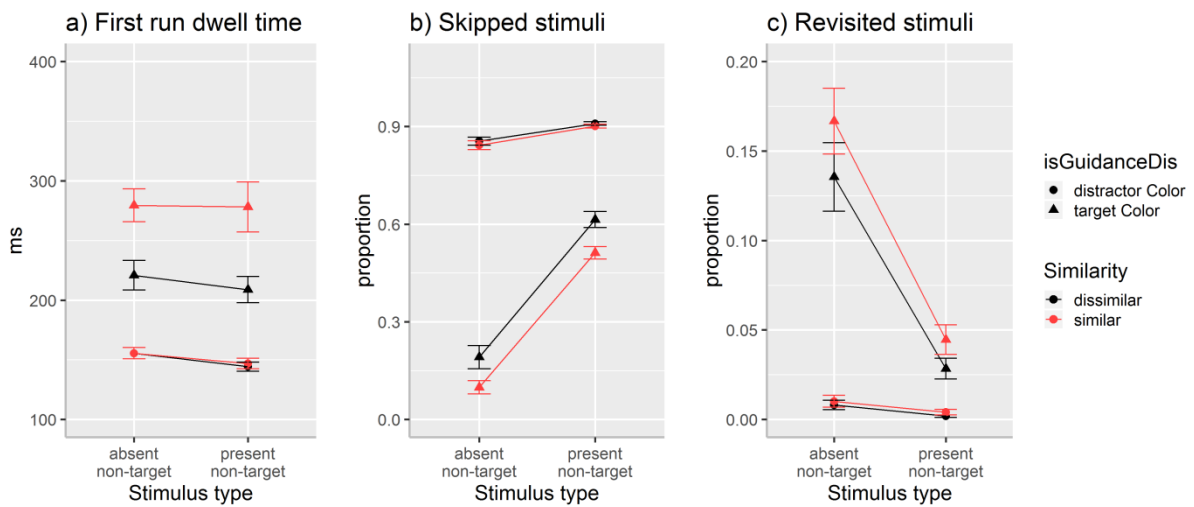 a) First run dwell time
400
300
200
100
ms
absent
non-target
present
non-target
Stimulus type
b) Skipped stimuli
0.9
0.6
0.3
0.0
proportion
absent
non-target
present
non-target
Stimulus type
c) Revisited stimuli
0.20
0.15
0.10
0.05
0.00
proportion
absent
non-target
present
non-target
Stimulus type
isGuidanceDis
distractor Color
target Color
Similarity
dissimilar
similar